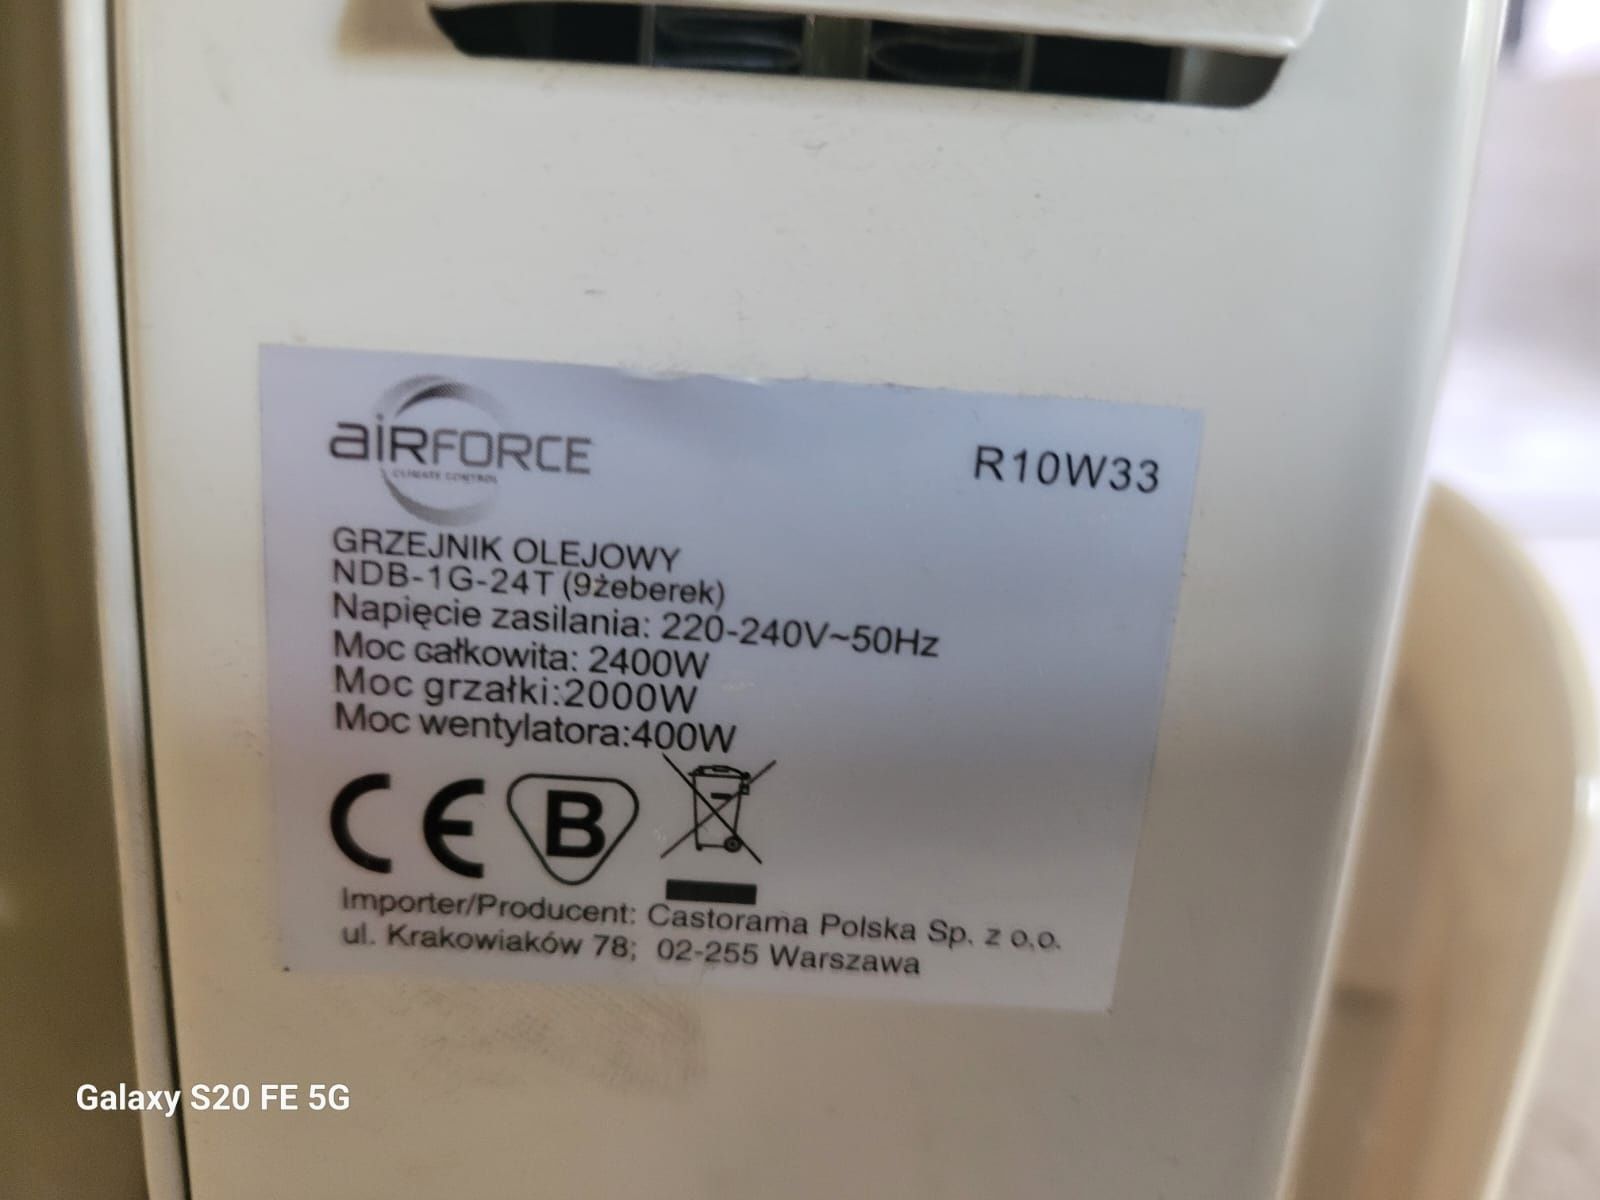 aiRFORCE
CLIMATE CONTROL
R10W33
GRZEJNIK OLEJOWY
NDB-1G-24T (9żeberek)
Napięcie zasilania: 220-240V~50Hz
Moc całkowita: 2400W
Moc grzałki:2000W
Moc wentylatora:400W
CE B
Importer/Producent: Castorama Polska Sp. z o.o.
ul. Krakowiaków 78; 02-255 Warszawa
Galaxy S20 FE 5G